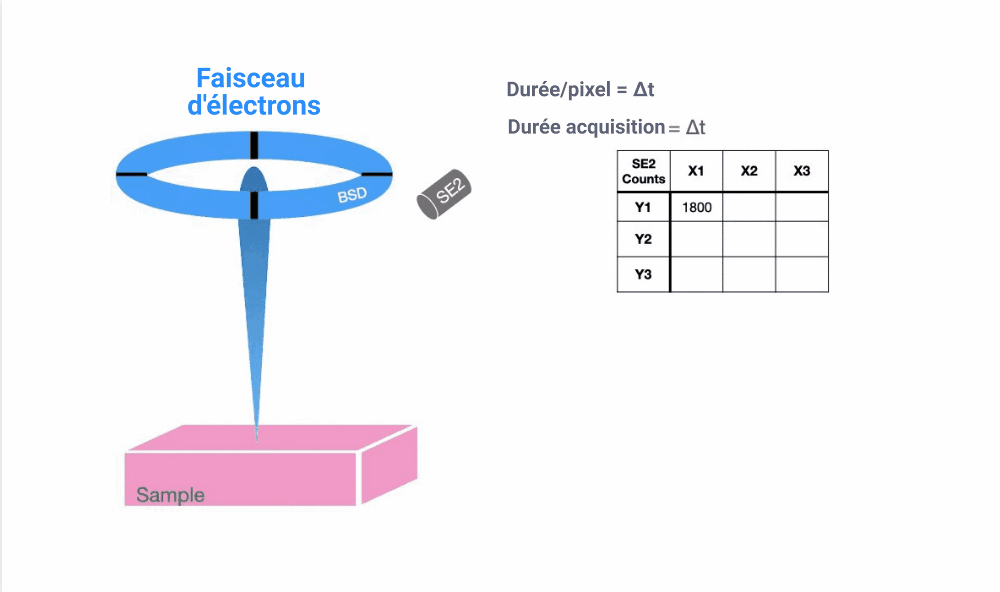 Faisceau
d'électrons
BSD
SE2
Sample
Durée/pixel = Δt
Durée acquisition = Δt
SE2 Counts X1 X2 X3
Y1 1800
Y2
Y3